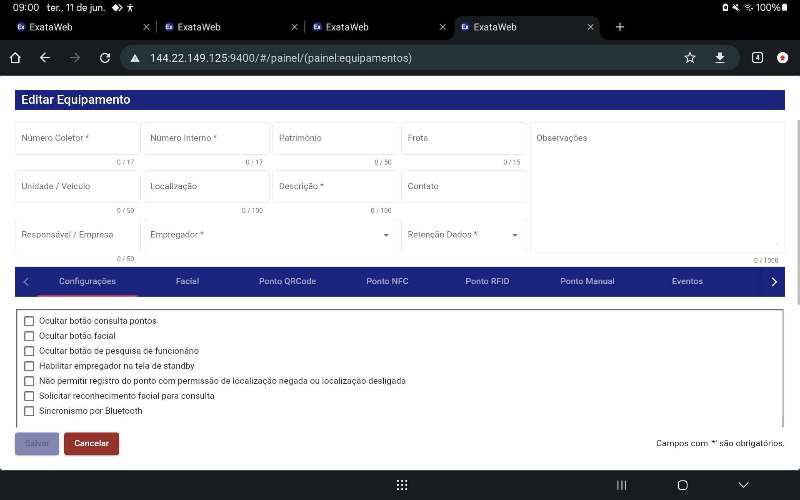 09:00 ter., 11 de jun. 100%
ExataWeb ExataWeb ExataWeb ExataWeb
144.22.149.125:9400/#/painel/(painel:equipamentos) 4
Editar Equipamento
Número Coletor * Número Interno * Patrimônio Frota Observações
0 / 17 0 / 17 0 / 50 0 / 15
Unidade / Veículo Localização Descrição * Contato
0 / 50 0 / 100 0 / 100
Responsável / Empresa Empregador * Retenção Dados *
0 / 50 0 / 1000
Configurações Facial Ponto QRCode Ponto NFC Ponto RFID Ponto Manual Eventos
Ocultar botão consulta pontos
Ocultar botão facial
Ocultar botão de pesquisa de funcionário
Habilitar empregador na tela de standby
Não permitir registro do ponto com permissão de localização negada ou localização desligada
Solicitar reconhecimento facial para consulta
Sincronismo por Bluetooth
Salvar Cancelar Campos com '*' são obrigatórios.